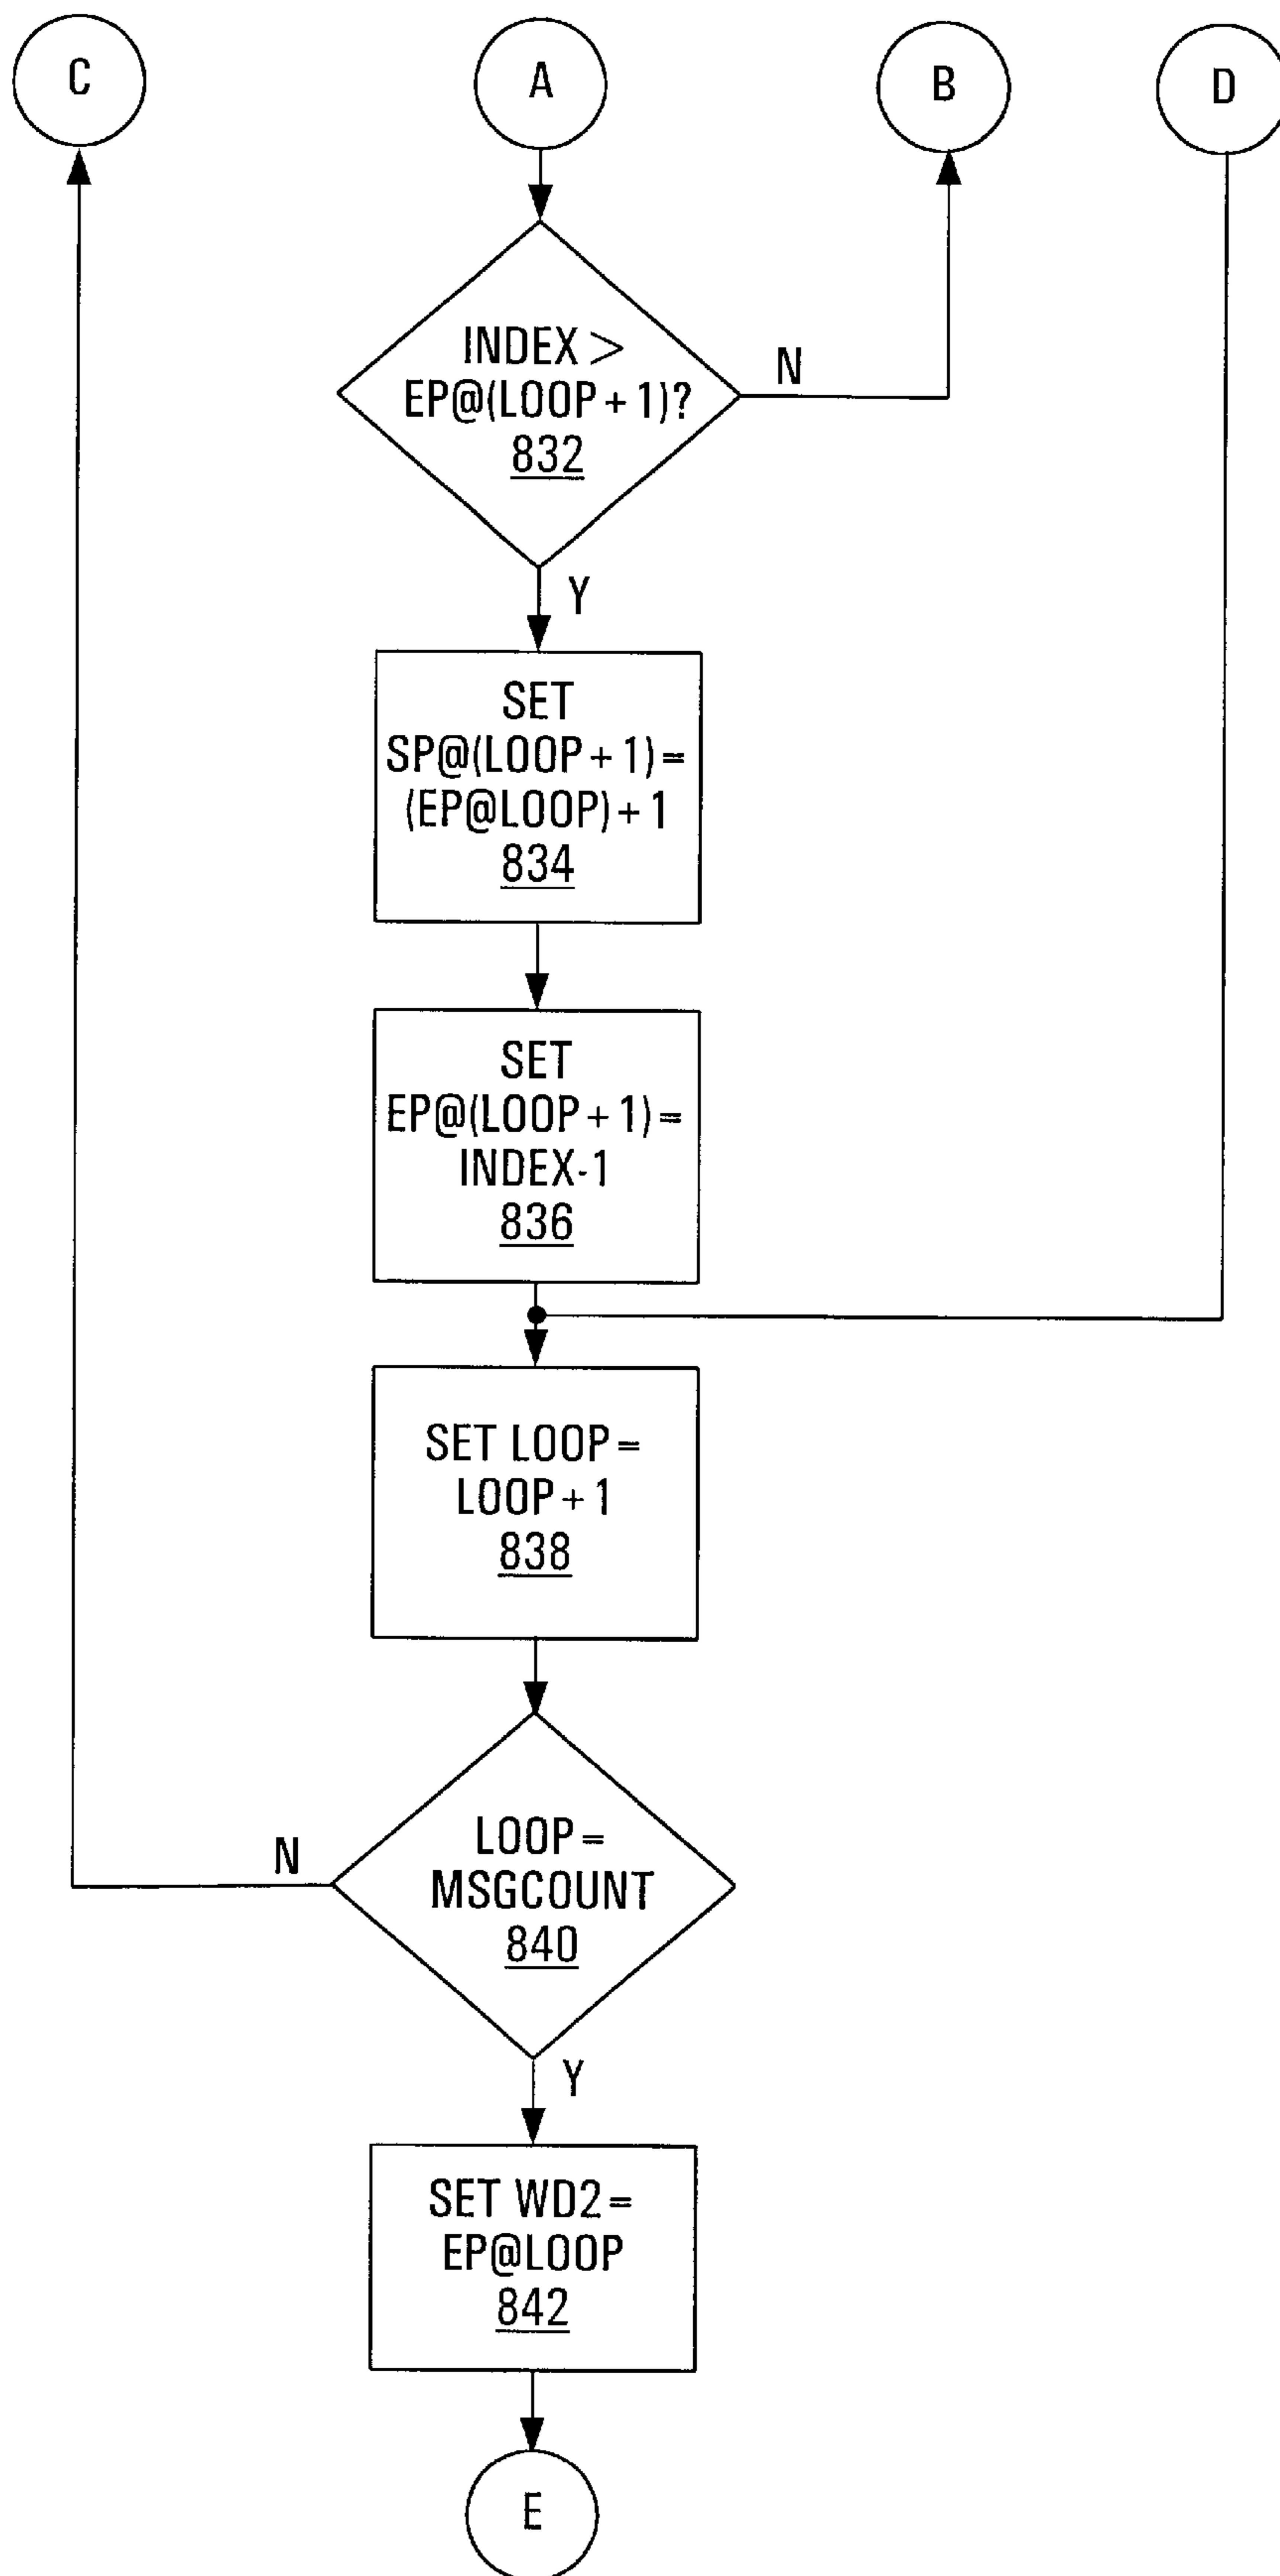 C
A
B
D
INDEX >
EP@(LOOP + 1)?
832
N
Y
SET
SP@(LOOP + 1) =
(EP@LOOP) + 1
834
SET
EP@(LOOP + 1) =
INDEX-1
836
SET LOOP =
LOOP + 1
838
LOOP =
MSGCOUNT
840
N
Y
SET WD2 =
EP@LOOP
842
E